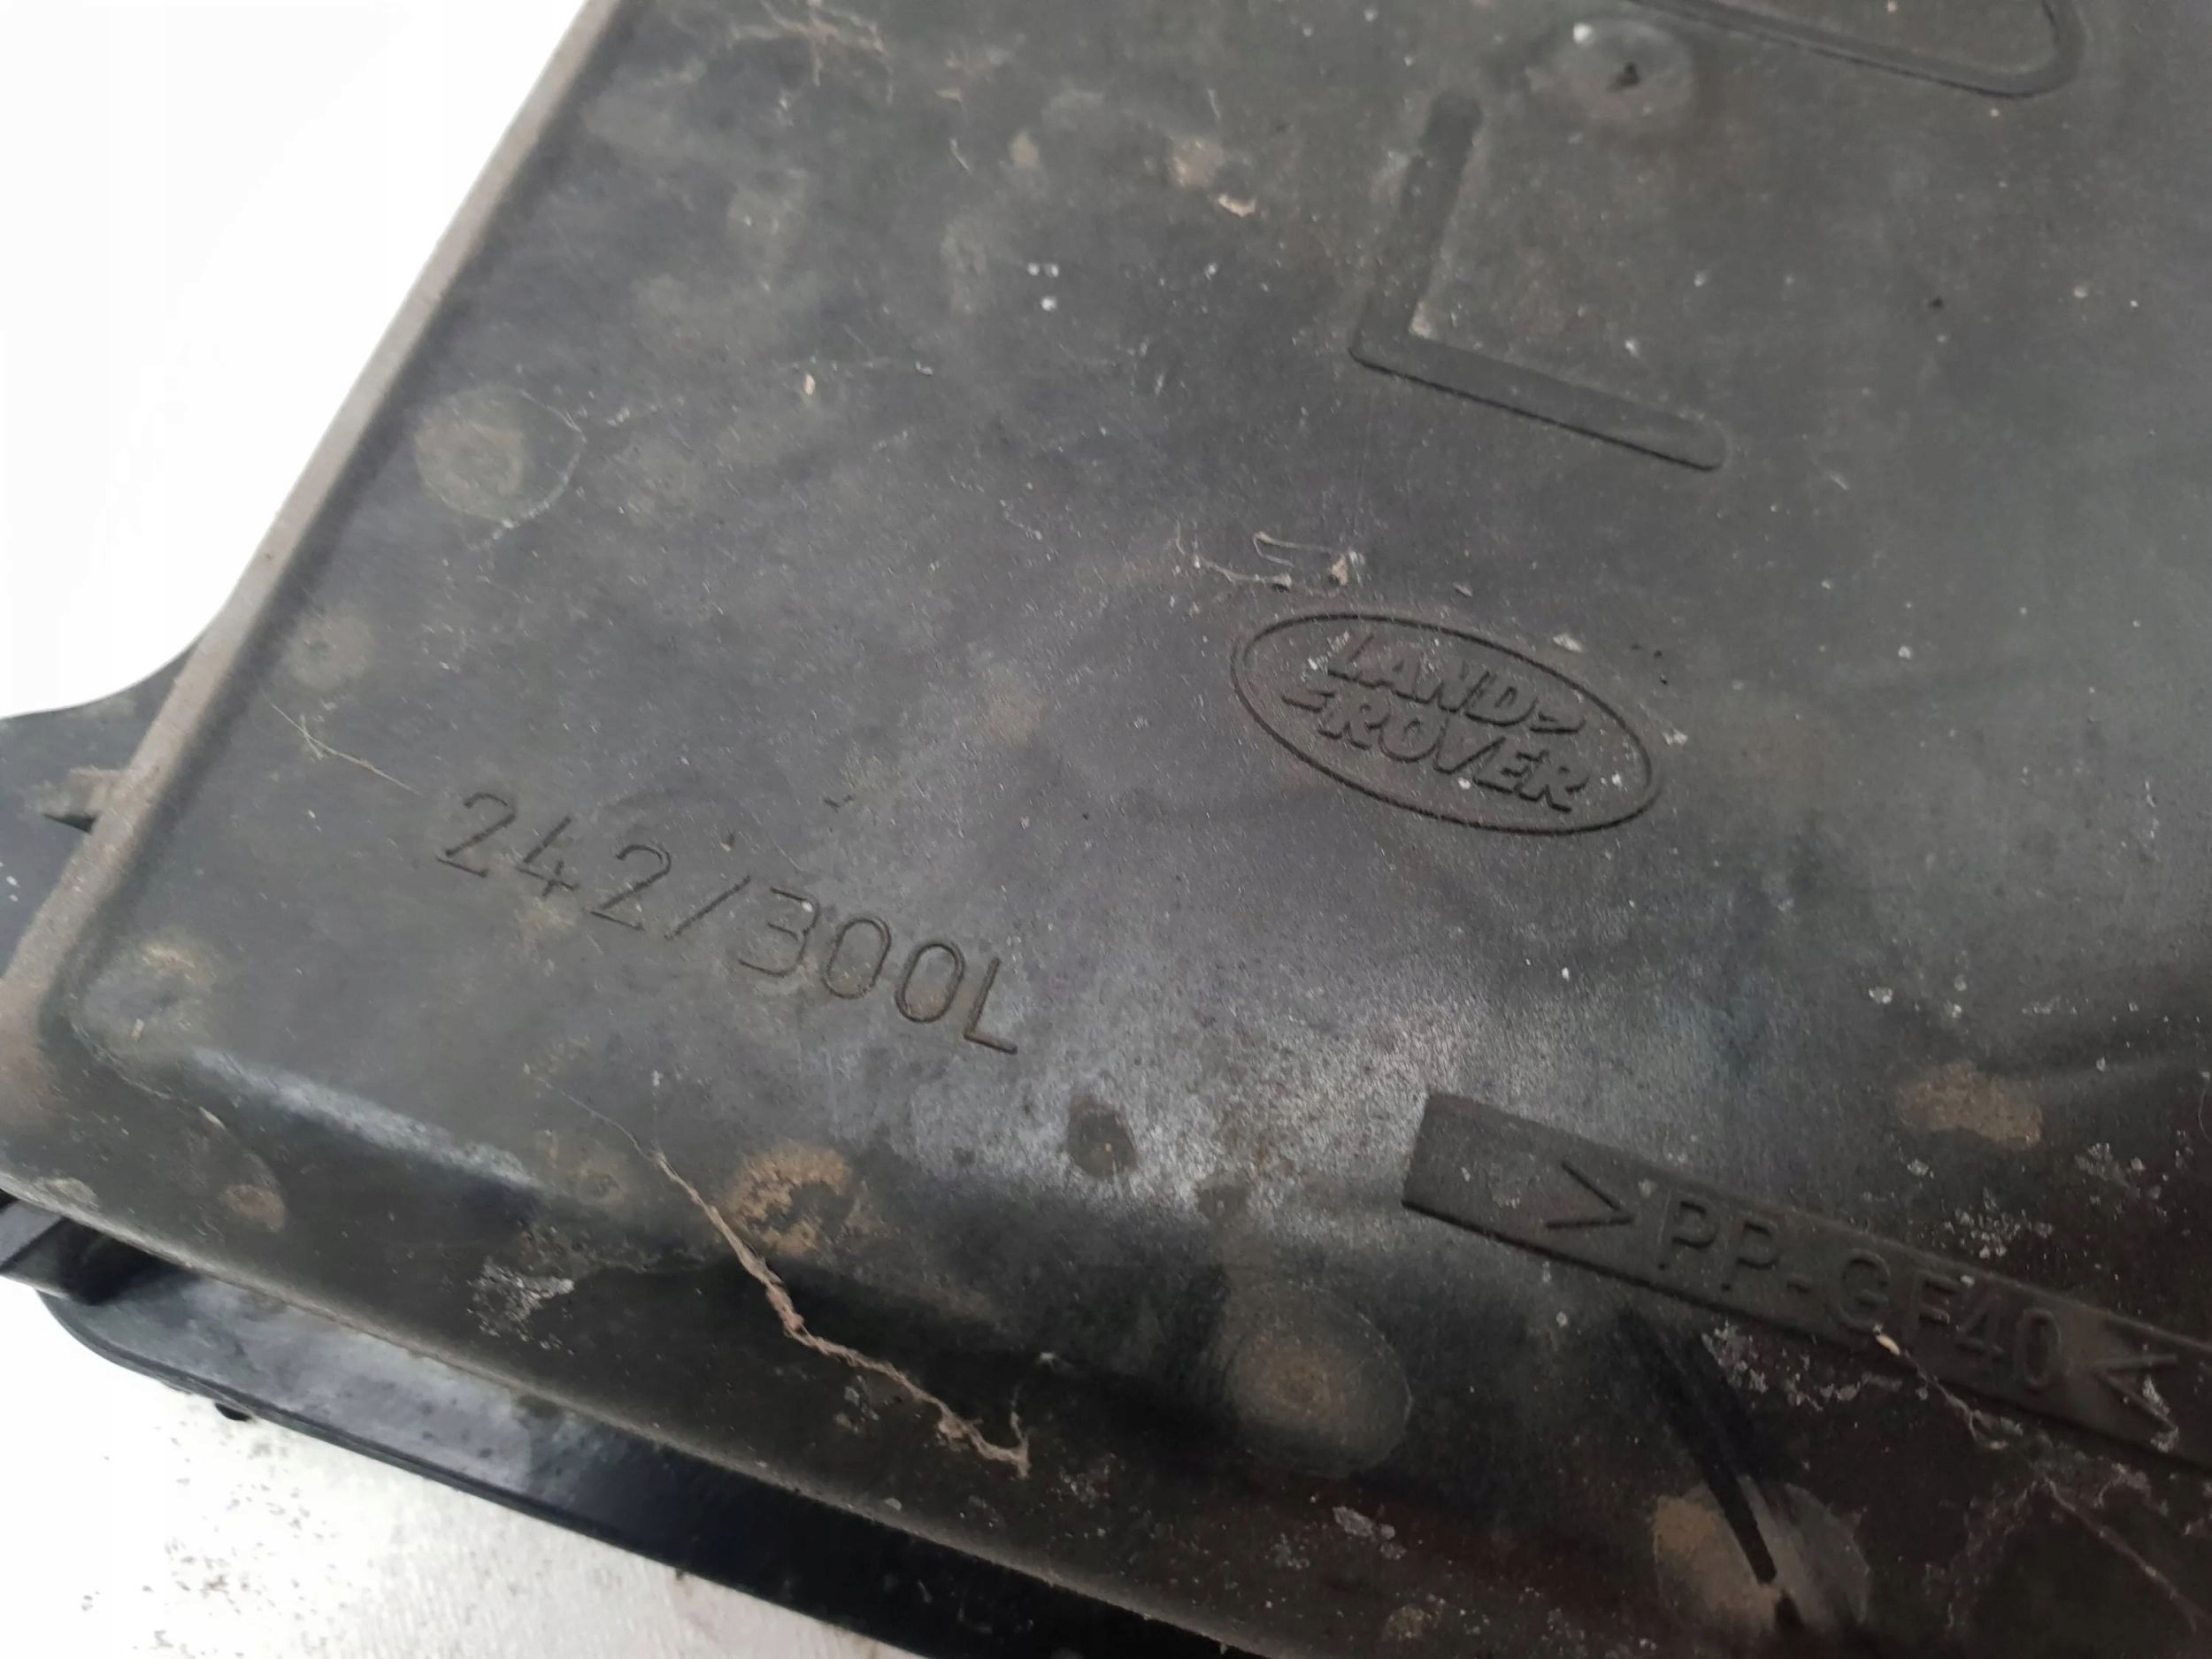 L
LAND
ROVER
242/300L
>PP-GF40<